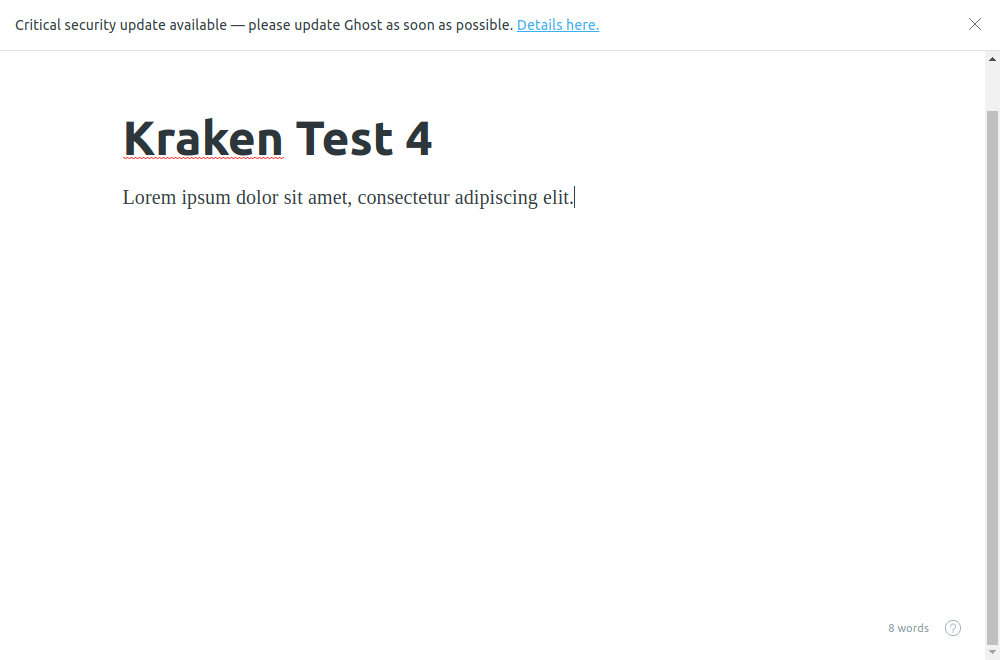 Critical security update available — please update Ghost as soon as possible. Details here.
Kraken Test 4
Lorem ipsum dolor sit amet, consectetur adipiscing elit.
8 words
?